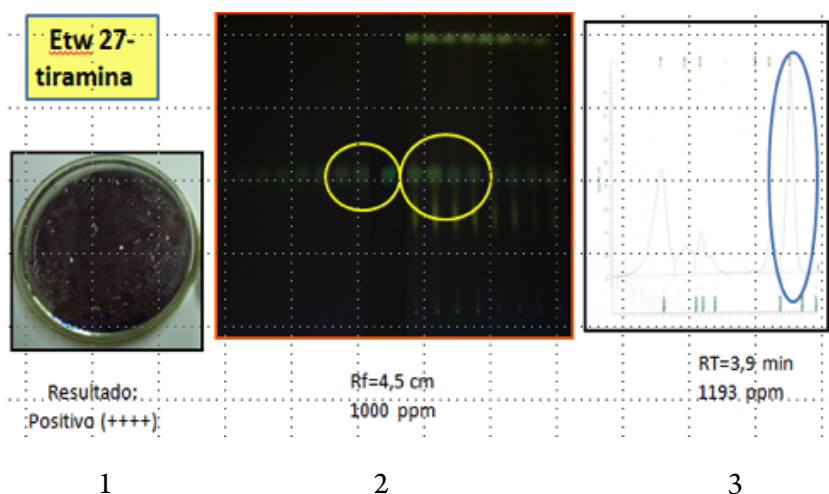 Etw 27-
tiramina
Resultado:
Positivo (++++)
Rf=4,5 cm
1000 ppm
RT=3,9 min
1193 ppm
1
2
3